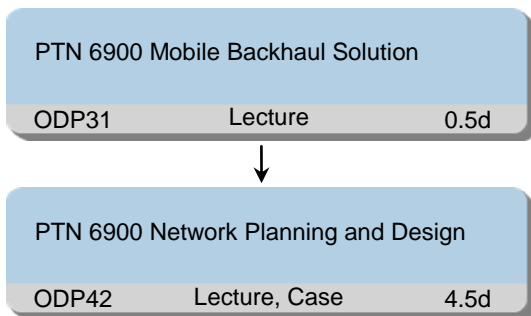 PTN 6900 Mobile Backhaul Solution
ODP31 Lecture 0.5d
PTN 6900 Network Planning and Design
ODP42 Lecture, Case 4.5d